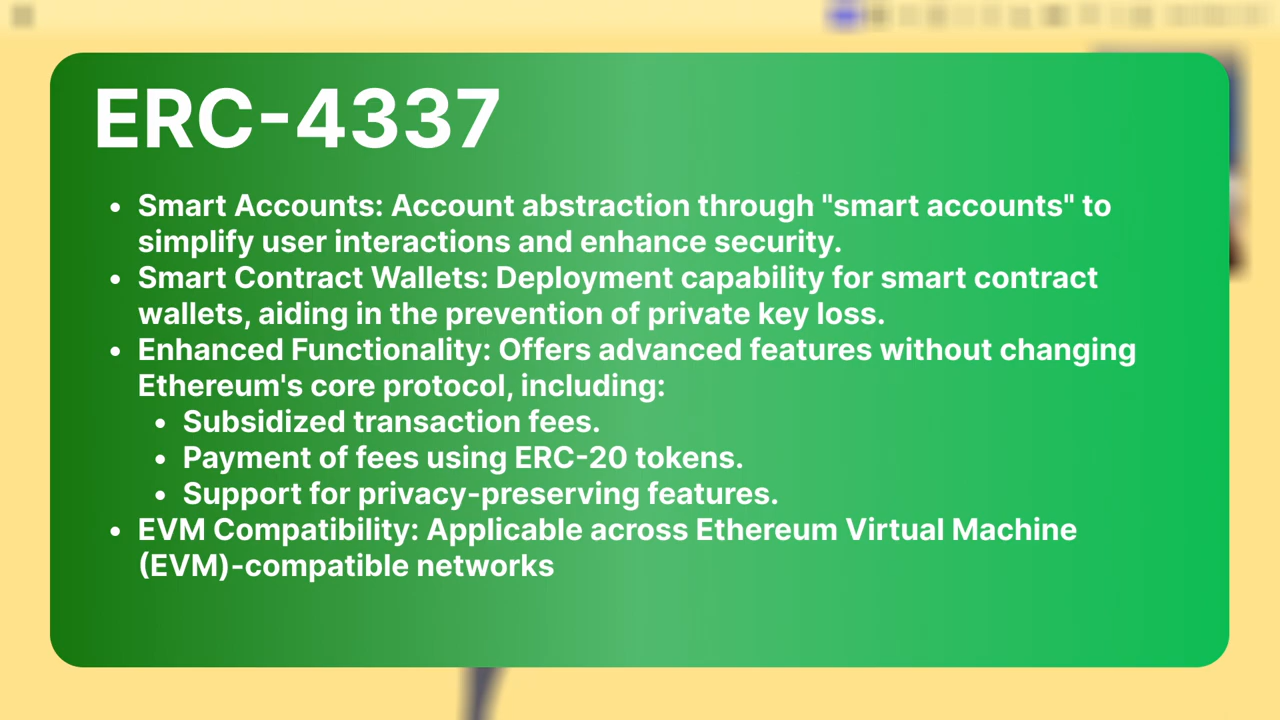 ERC-4337
• Smart Accounts: Account abstraction through "smart accounts" to
simplify user interactions and enhance security.
• Smart Contract Wallets: Deployment capability for smart contract
wallets, aiding in the prevention of private key loss.
• Enhanced Functionality: Offers advanced features without changing
Ethereum's core protocol, including:
• Subsidized transaction fees.
• Payment of fees using ERC-20 tokens.
• Support for privacy-preserving features.
• EVM Compatibility: Applicable across Ethereum Virtual Machine
(EVM)-compatible networks